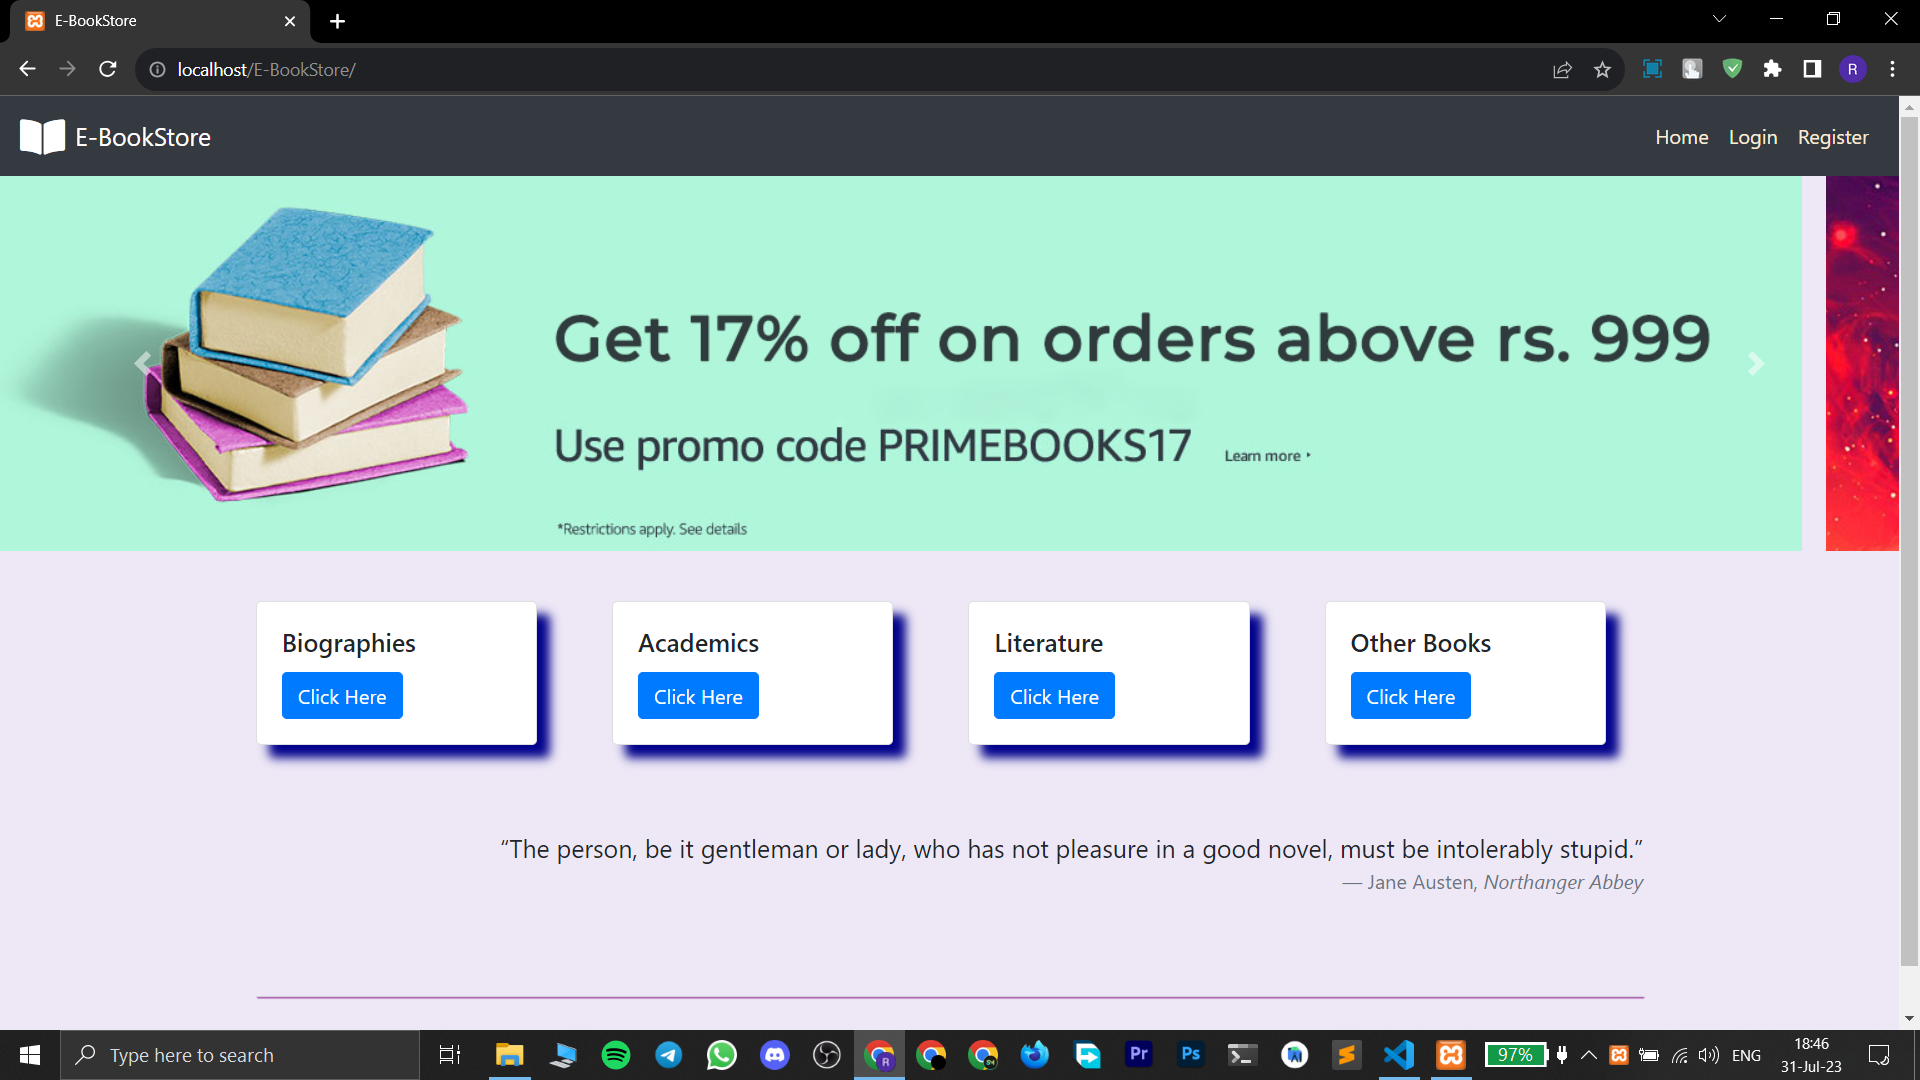 E-BookStore
localhost/E-BookStore/
R
E-BookStore
Home Login Register
Get 17% off on orders above rs. 999
Use promo code PRIMEBOOKS17 Learn more
*Restrictions apply. See details
Biographies Academics Literature Other Books
Click Here Click Here Click Here Click Here
“The person, be it gentleman or lady, who has not pleasure in a good novel, must be intolerably stupid.”
— Jane Austen, Northanger Abbey
Type here to search
R
Pr
Ps
97%
ENG
18:46
31-Jul-23